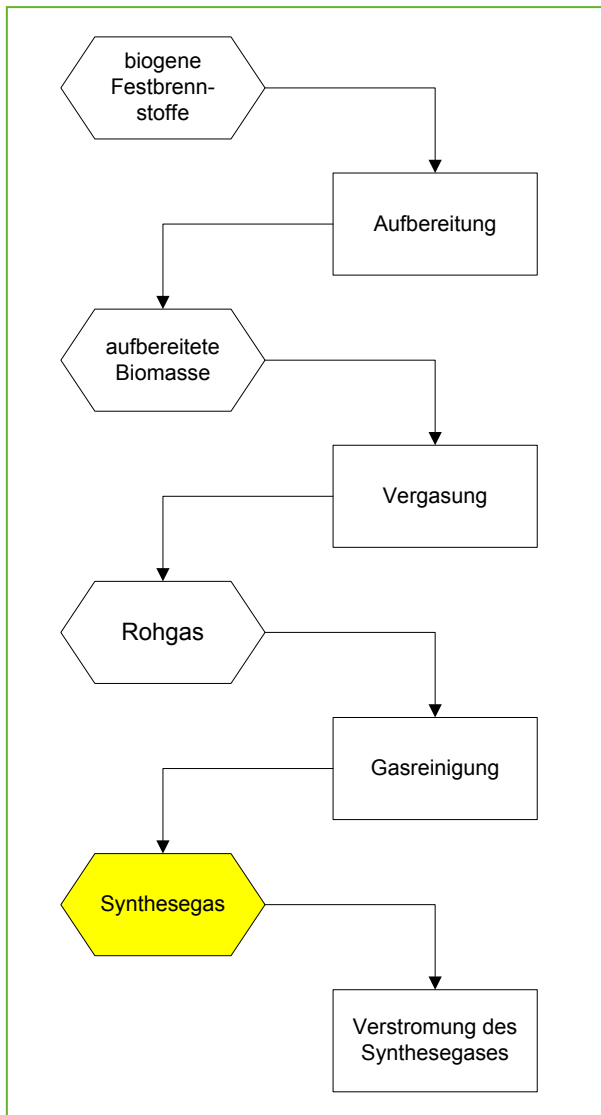 biogene
Festbrenn-
stoffe
Aufbereitung
aufbereitete
Biomasse
Vergasung
Rohgas
Gasreinigung
Synthesegas
Verstromung des
Synthesegases